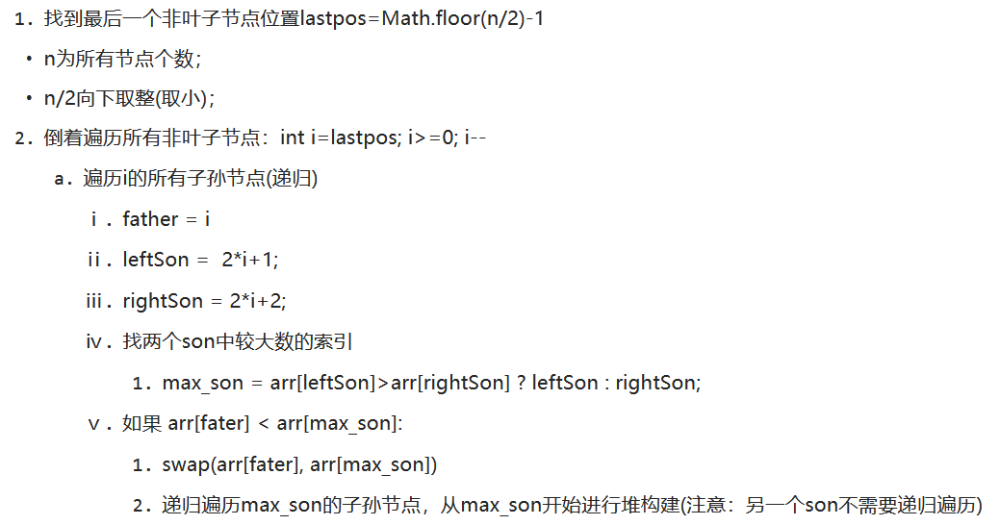 1. 找到最后一个非叶子节点位置lastpos=Math.floor(n/2)-1
• n为所有节点个数；
• n/2向下取整(取小)；
2. 倒着遍历所有非叶子节点：int i=lastpos; i>=0; i--
a. 遍历i的所有子孙节点(递归)
ⅰ. father = i
ⅱ. leftSon = 2*i+1;
ⅲ. rightSon = 2*i+2;
ⅳ. 找两个son中较大数的索引
1. max_son = arr[leftSon]>arr[rightSon] ? leftSon : rightSon;
ⅴ. 如果 arr[fater] < arr[max_son]:
1. swap(arr[fater], arr[max_son])
2. 递归遍历max_son的子孙节点，从max_son开始进行堆构建(注意：另一个son不需要递归遍历)